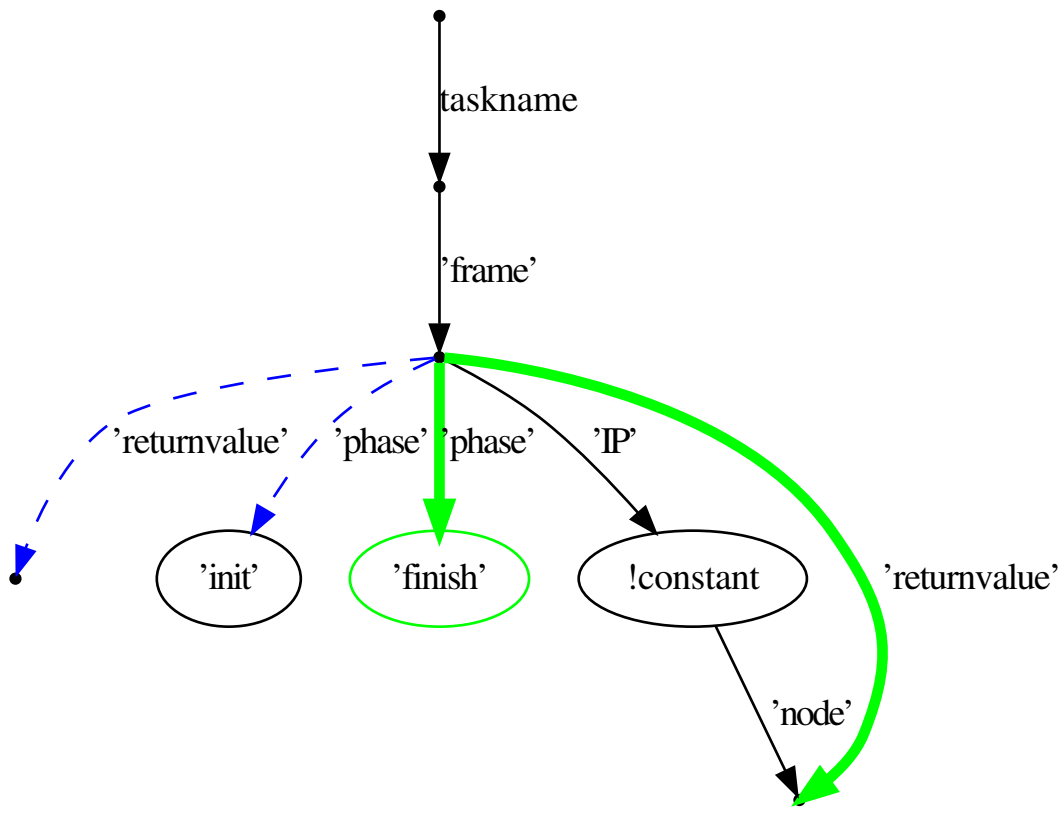 taskname
’frame’
’returnvalue’
’phase’
’phase’
’IP’
’init’
’finish’
!constant
’returnvalue’
’node’